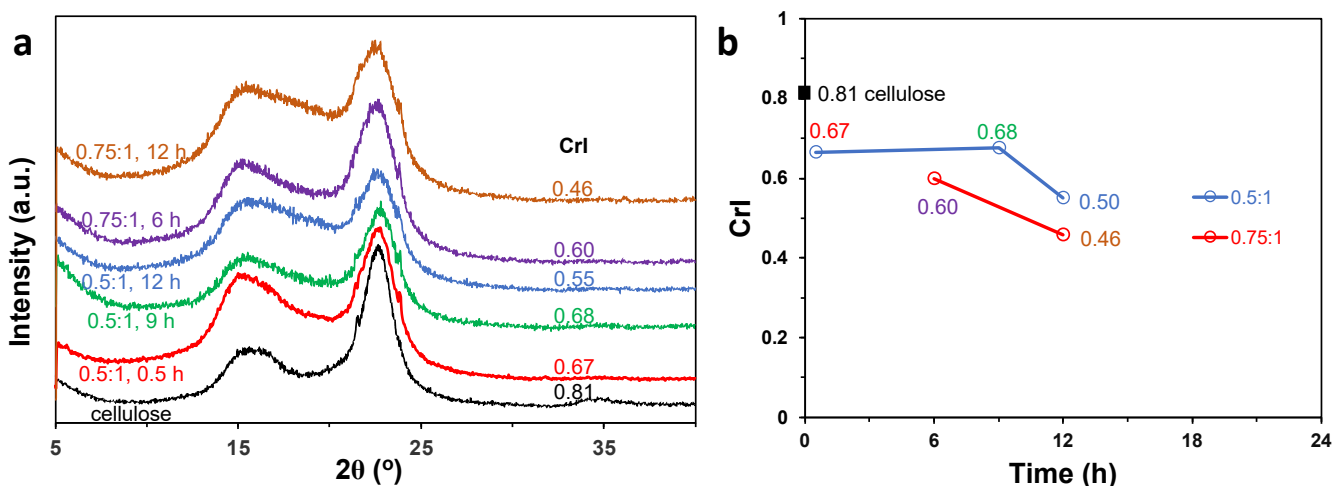 a
Intensity (a.u.)
0.75:1, 12 h
0.75:1, 6 h
0.5:1, 12 h
0.5:1, 9 h
0.5:1, 0.5 h
cellulose
CrI
0.46
0.60
0.55
0.68
0.67
0.81
5
15
25
35
2θ (o)
b
CrI
1
0.8
0.6
0.4
0.2
0
0.81 cellulose
0.67
0.68
0.60
0.50
0.46
0.5:1
0.75:1
0
6
12
18
24
Time (h)